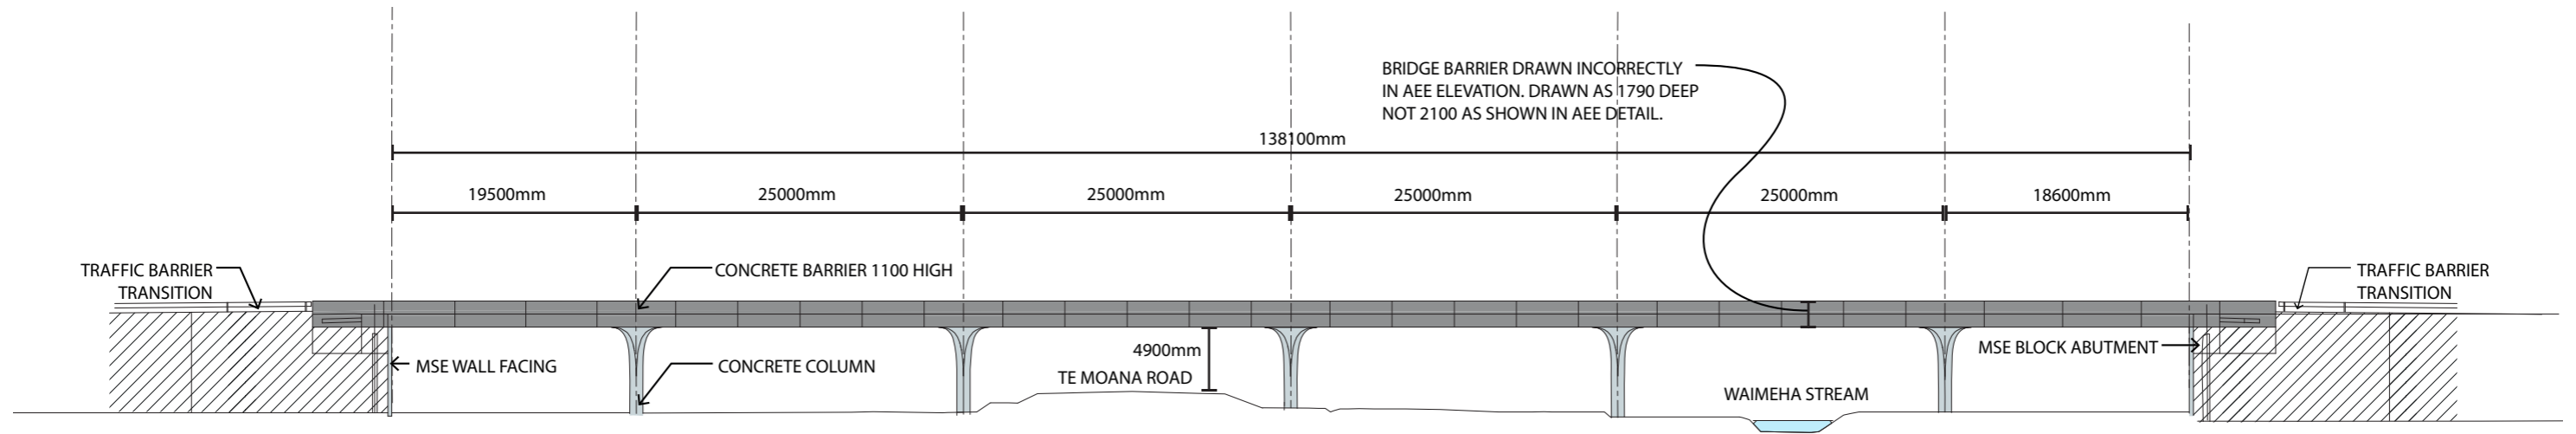 BRIDGE BARRIER DRAWN INCORRECTLY
IN AEE ELEVATION. DRAWN AS 1790 DEEP
NOT 2100 AS SHOWN IN AEE DETAIL.
138100mm
19500mm
25000mm
25000mm
25000mm
25000mm
18600mm
TRAFFIC BARRIER
TRANSITION
CONCRETE BARRIER 1100 HIGH
TRAFFIC BARRIER
TRANSITION
MSE WALL FACING
CONCRETE COLUMN
4900mm
TE MOANA ROAD
WAIMEHA STREAM
MSE BLOCK ABUTMENT